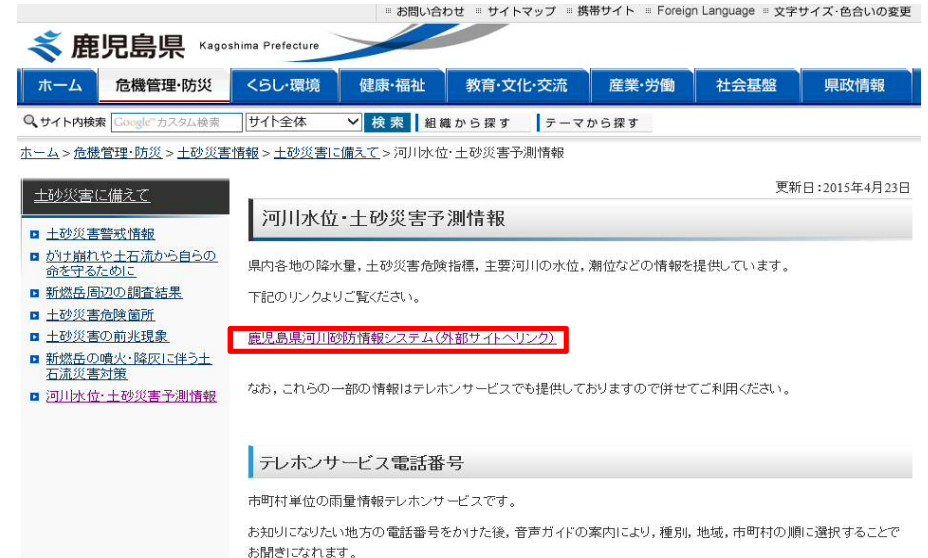 お問い合わせ サイトマップ 携帯サイト Foreign Language 文字サイズ・色合いの変更
鹿児島県 Kagoshima Prefecture
ホーム 危機管理・防災 くらし・環境 健康・福祉 教育・文化・交流 産業・労働 社会基盤 県政情報
サイト内検索 Google™カスタム検索 サイト全体 検索 組織から探す テーマから探す
ホーム > 危機管理・防災 > 土砂災害情報 > 土砂災害に備えて > 河川水位・土砂災害予測情報
更新日:2015年4月23日
土砂災害に備えて
土砂災害警戒情報
がけ崩れや土石流から自らの
命を守るために
新燃岳周辺の調査結果
土砂災害危険箇所
土砂災害の前兆現象
新燃岳の噴火・降灰に伴う土
石流災害対策
河川水位・土砂災害予測情報
河川水位・土砂災害予測情報
県内各地の降水量,土砂災害危険指標,主要河川の水位,潮位などの情報を提供しています。
下記のリンクよりご覧ください。
鹿児島県河川砂防情報システム(外部サイトへリンク)
なお,これらの一部の情報はテレホンサービスでも提供しておりますので併せてご利用ください。
テレホンサービス電話番号
市町村単位の雨量情報テレホンサービスです。
お知りになりたい地方の電話番号をかけた後,音声ガイドの案内により,種別,地域,市町村の順に選択することで
お聞きになれます。